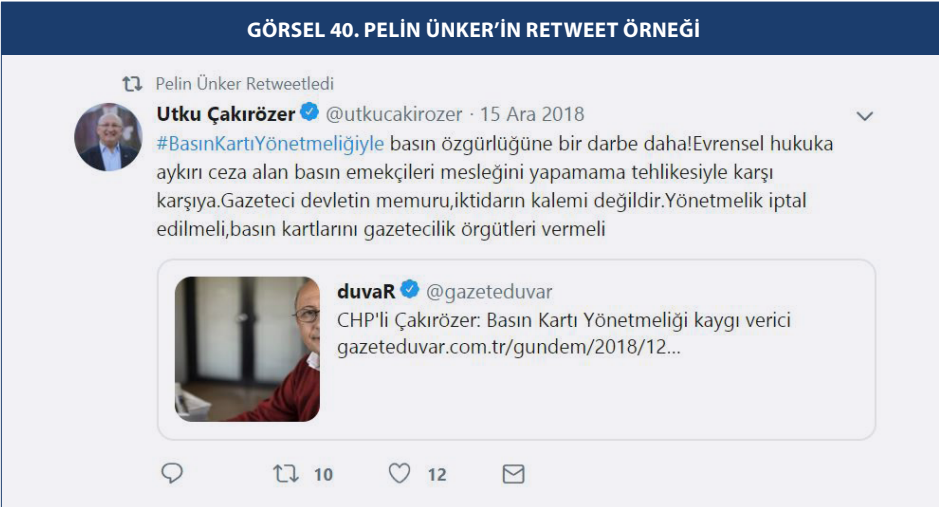 GÖRSEL 40. PELİN ÜNKER'İN RETWEET ÖRNEĞİ
Pelin Ünker Retweetledi
Utku Çakırözer @utkucakirozer · 15 Ara 2018
#BasınKartıYönetmeliğiyle basın özgürlüğüne bir darbe daha!Evrensel hukuka
aykırı ceza alan basın emekçileri mesleğini yapamama tehlikesiyle karşı
karşıya.Gazeteci devletin memuru,iktidarın kalemi değildir.Yönetmelik iptal
edilmeli,basın kartlarını gazetecilik örgütleri vermeli
duvaR @gazeteduvar
CHP'li Çakırözer: Basın Kartı Yönetmeliği kaygı verici
gazeteduvar.com.tr/gundem/2018/12...
10 12